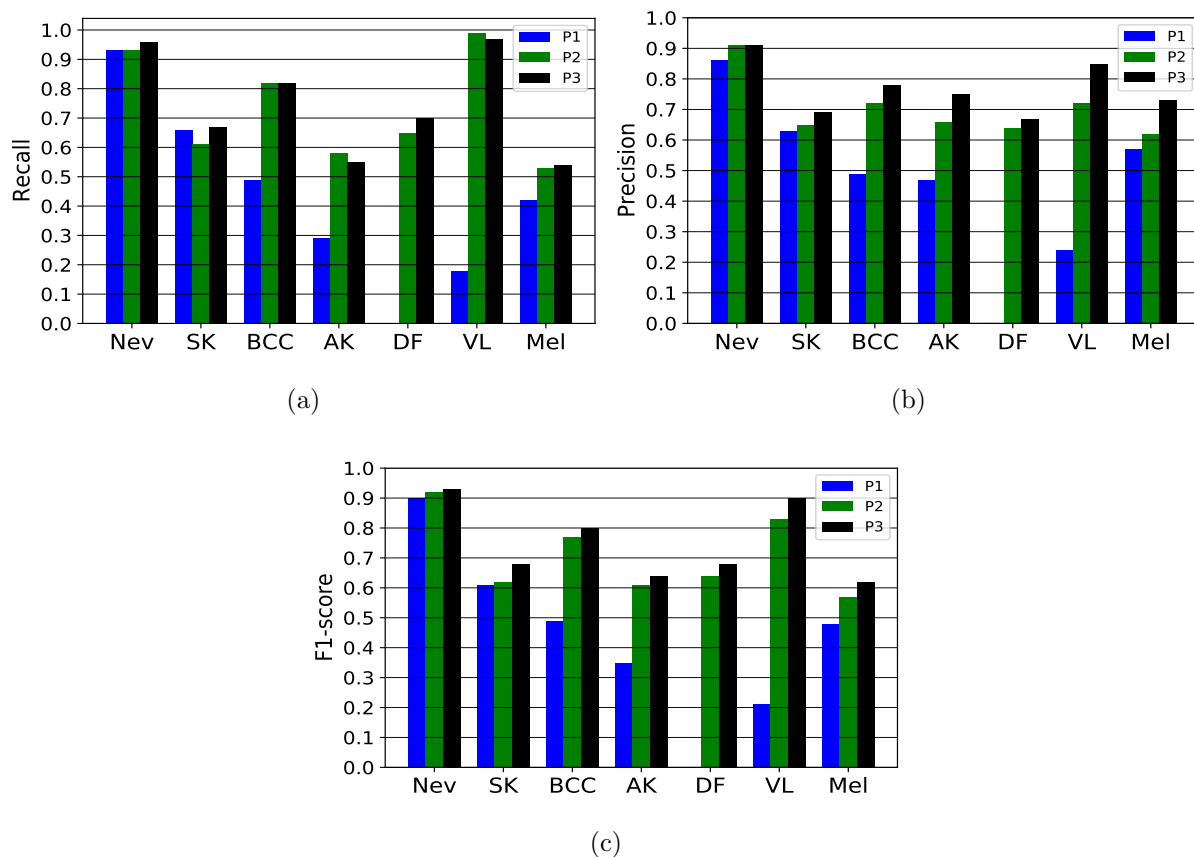 Recall
1.0
0.9
0.8
0.7
0.6
0.5
0.4
0.3
0.2
0.1
0.0
Nev SK BCC AK DF VL Mel
P1
P2
P3
(a)
Precision
1.0
0.9
0.8
0.7
0.6
0.5
0.4
0.3
0.2
0.1
0.0
Nev SK BCC AK DF VL Mel
P1
P2
P3
(b)
F1-score
1.0
0.9
0.8
0.7
0.6
0.5
0.4
0.3
0.2
0.1
0.0
Nev SK BCC AK DF VL Mel
P1
P2
P3
(c)